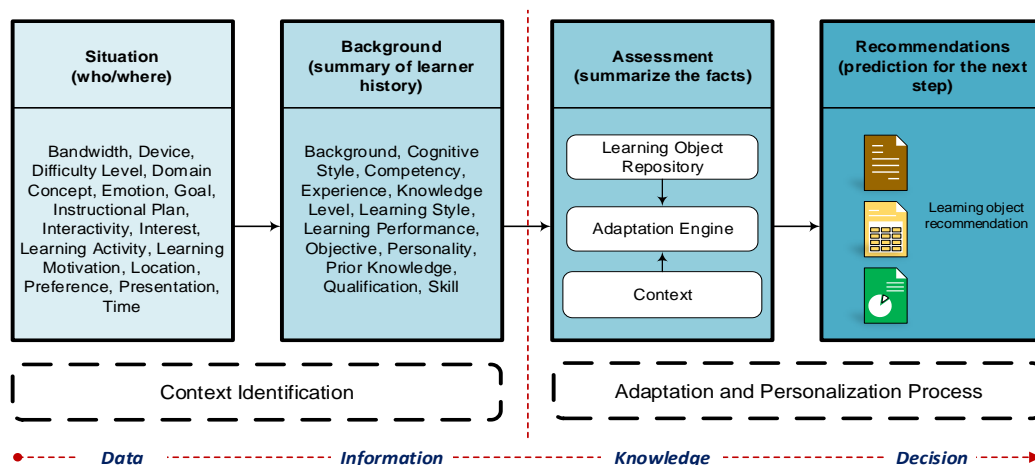 Situation
(who/where)
Bandwidth, Device,
Difficulty Level, Domain
Concept, Emotion, Goal,
Instructional Plan,
Interactivity, Interest,
Learning Activity, Learning
Motivation, Location,
Preference, Presentation,
Time
Background
(summary of learner
history)
Background, Cognitive
Style, Competency,
Experience, Knowledge
Level, Learning Style,
Learning Performance,
Objective, Personality,
Prior Knowledge,
Qualification, Skill
Assessment
(summarize the facts)
Learning Object
Repository
Adaptation Engine
Context
Recommendations
(prediction for the next
step)
Learning object
recommendation
Context Identification
Adaptation and Personalization Process
Data
Information
Knowledge
Decision